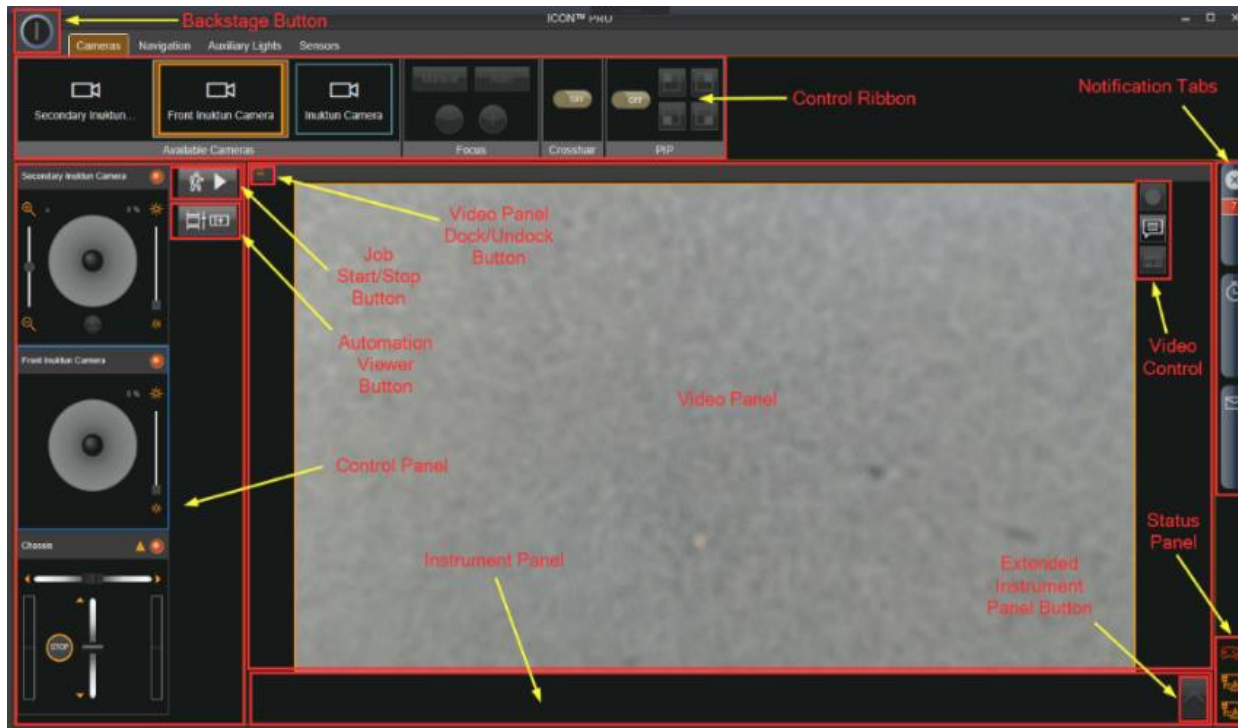 Backstage Button
ICON™ PRO
Cameras Navigation Auxiliary Lights Sensors
Notification Tabs
Control Ribbon
Secondary Inuktun...
Front Inuktun Camera
Inuktun Camera
OFF
Available Cameras
Focus
Crosshair
PIP
Secondary Inuktun Camera
0 %
Video Panel
Dock/Undock
Button
Job
Start/Stop
Button
7
Automation
Viewer
Button
Video
Control
Front Inuktun Camera
0 %
Video Panel
Control Panel
Status
Panel
Chassis
Instrument Panel
Extended
Instrument
Panel Button
STOP